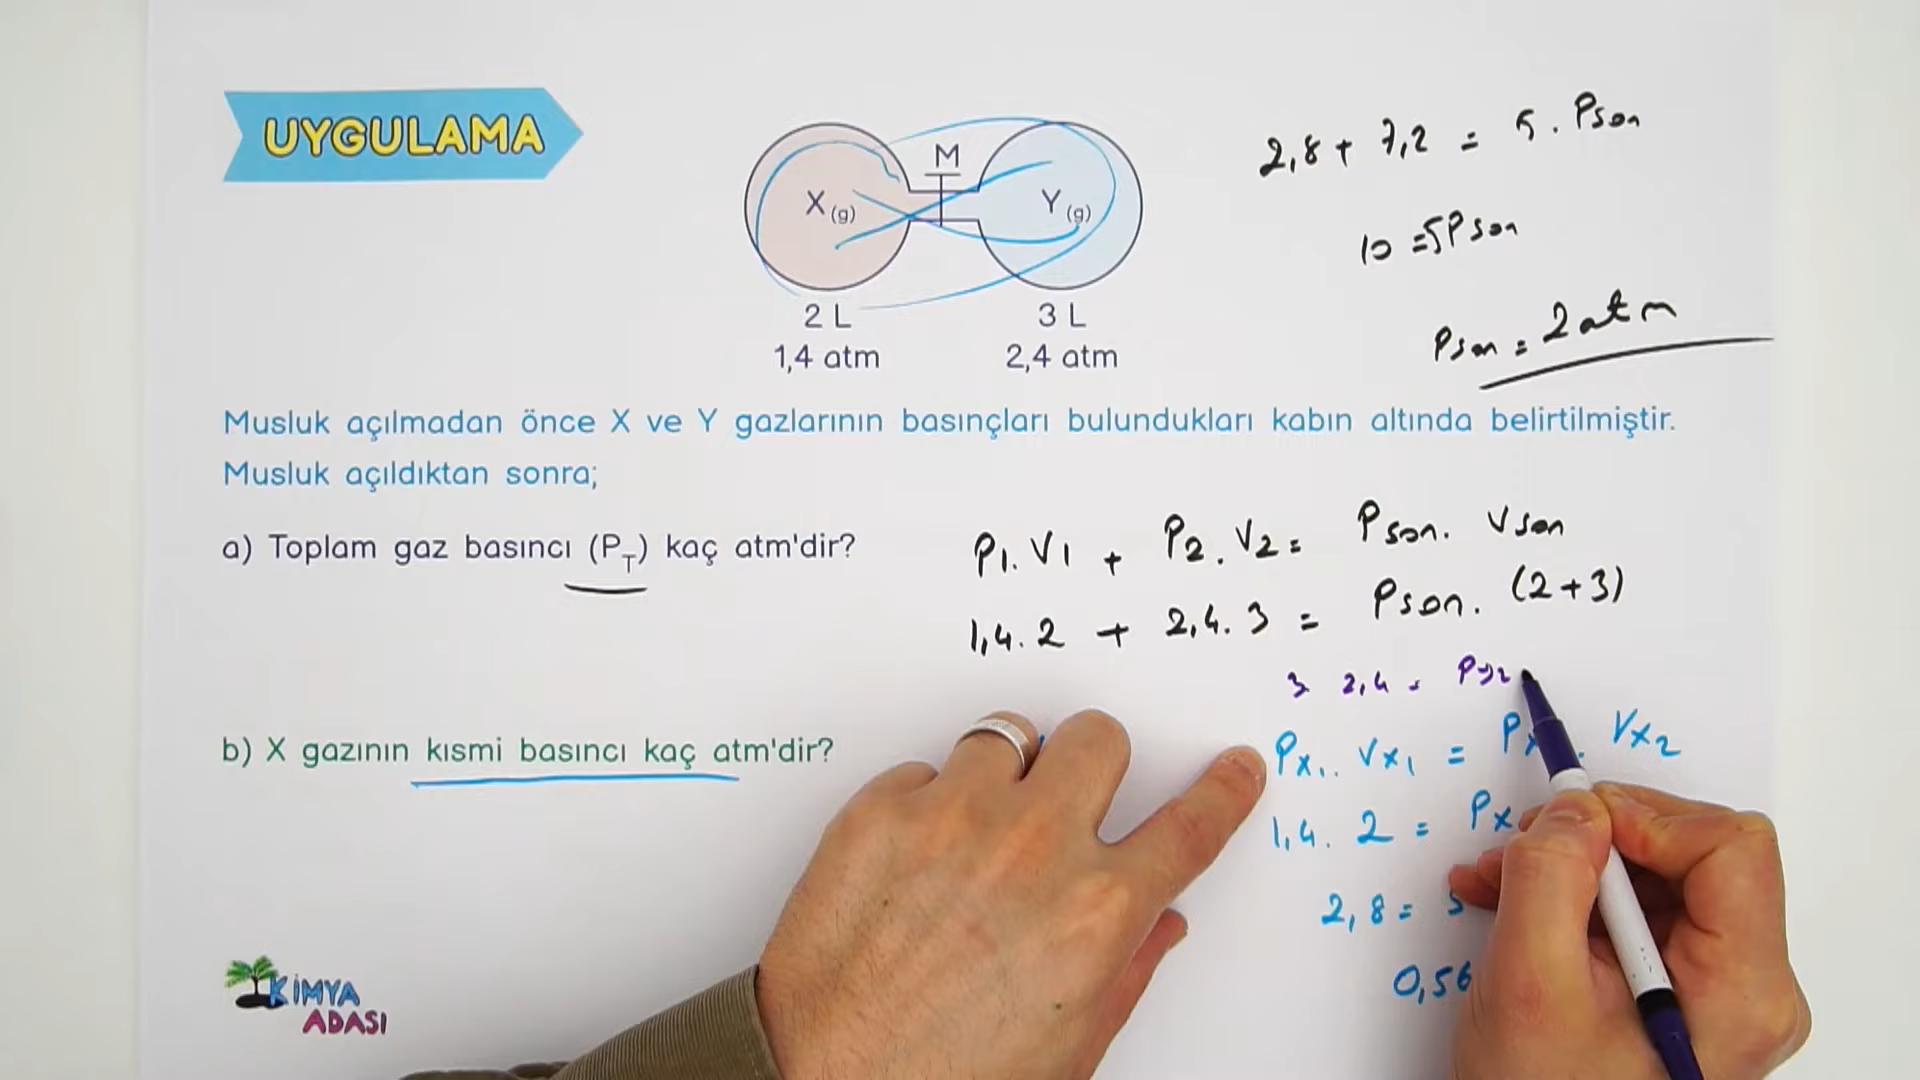 UYGULAMA
M
X(g)
Y(g)
2 L
3 L
1,4 atm
2,4 atm
2,8 + 7,2 = 5 . Pson
10 = 5Pson
Pson = 2 atm
Musluk açılmadan önce X ve Y gazlarının basınçları bulundukları kabın altında belirtilmiştir.
Musluk açıldıktan sonra;
a) Toplam gaz basıncı (PT) kaç atm'dir?
P1. V1 + P2. V2 = Pson. Vson
1,4. 2 + 2,4. 3 = Pson. (2+3)
3 2,4 =
b) X gazının kısmi basıncı kaç atm'dir?
Px1. Vx1 = Px . Vx2
1,4. 2 = Px
2,8 = 5
0,56
KİMYA
ADASI